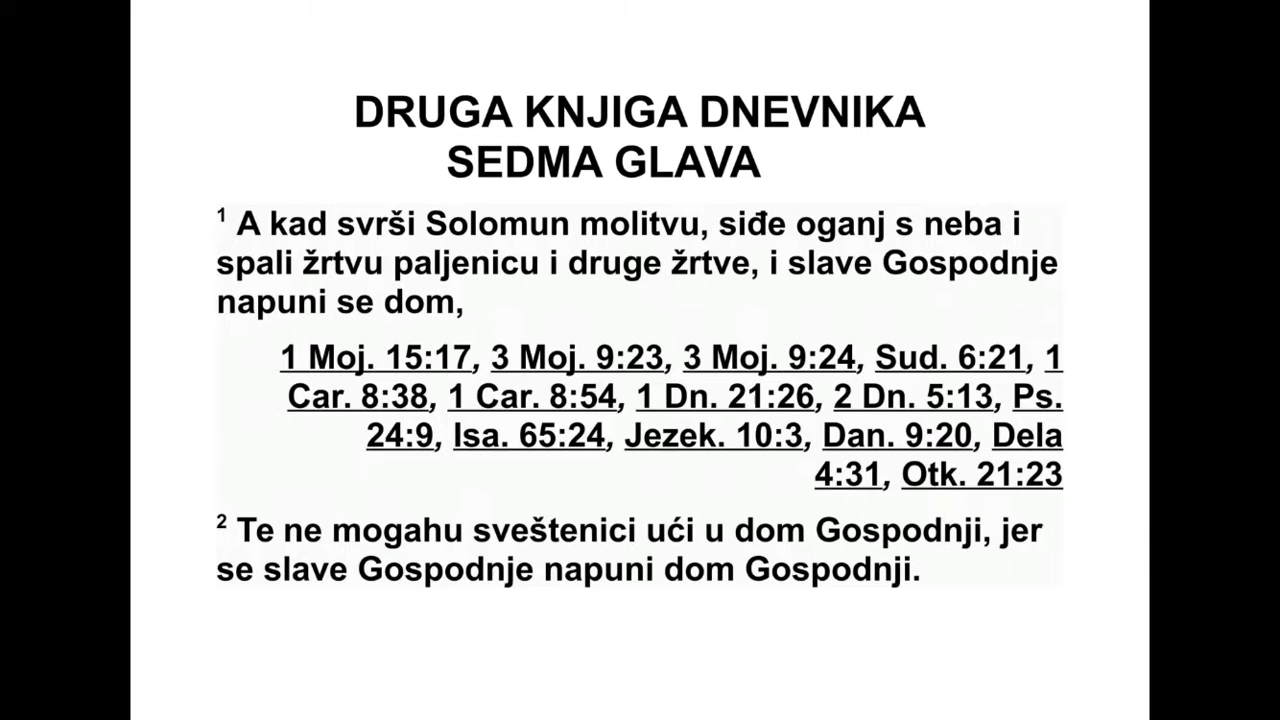 DRUGA KNJIGA DNEVNIKA
SEDMA GLAVA
1 A kad svrši Solomun molitvu, siđe oganj s neba i
spali žrtvu paljenicu i druge žrtve, i slave Gospodnje
napuni se dom,
1 Moj. 15:17, 3 Moj. 9:23, 3 Moj. 9:24, Sud. 6:21, 1
Car. 8:38, 1 Car. 8:54, 1 Dn. 21:26, 2 Dn. 5:13, Ps.
24:9, Isa. 65:24, Jezek. 10:3, Dan. 9:20, Dela
4:31, Otk. 21:23
2 Te ne mogahu sveštenici ući u dom Gospodnji, jer
se slave Gospodnje napuni dom Gospodnji.